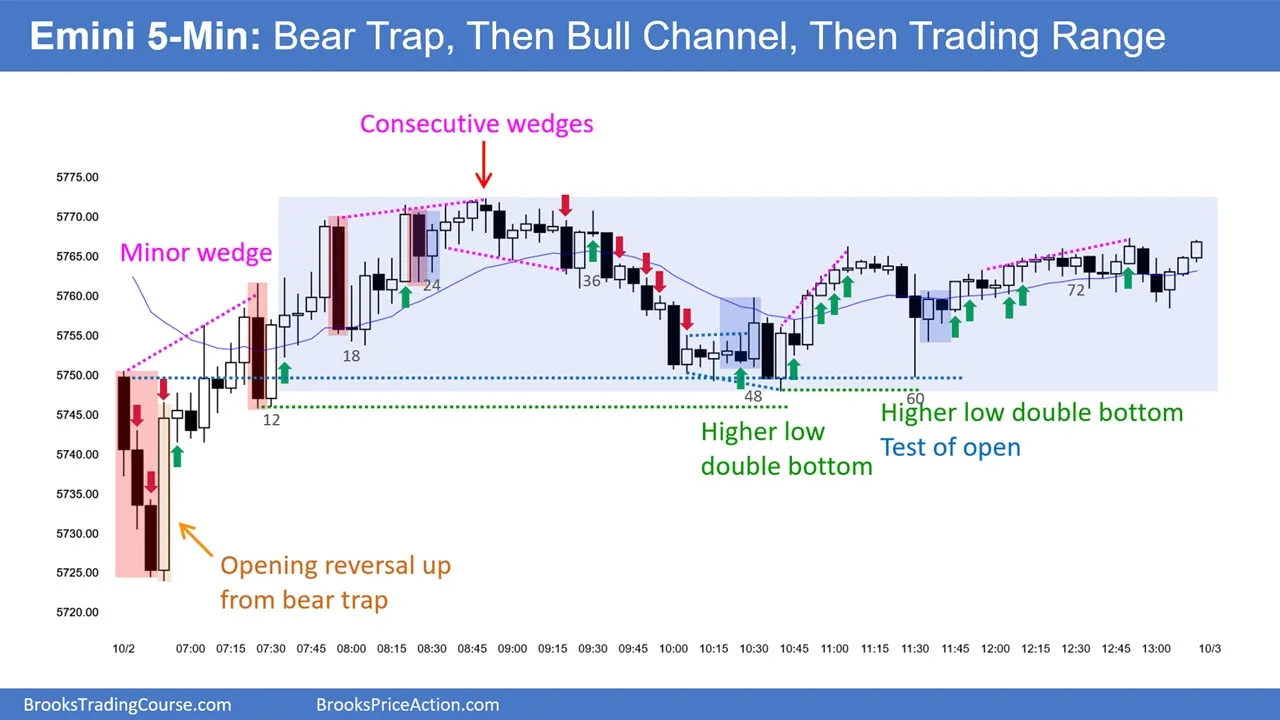 Emini 5-Min: Bear Trap, Then Bull Channel, Then Trading Range
Consecutive wedges
5775.00
5770.00
5765.00
5760.00
5755.00
5750.00
5745.00
5740.00
5735.00
5730.00
5725.00
5720.00
Minor wedge
12
18
24
36
48
60
72
Higher low
double bottom
Higher low double bottom
Test of open
Opening reversal up
from bear trap
10/2 07:00 07:15 07:30 07:45 08:00 08:15 08:30 08:45 09:00 09:15 09:30 09:45 10:00 10:15 10:30 10:45 11:00 11:15 11:30 11:45 12:00 12:15 12:30 12:45 13:00 10/3
BrooksTradingCourse.com BrooksPriceAction.com